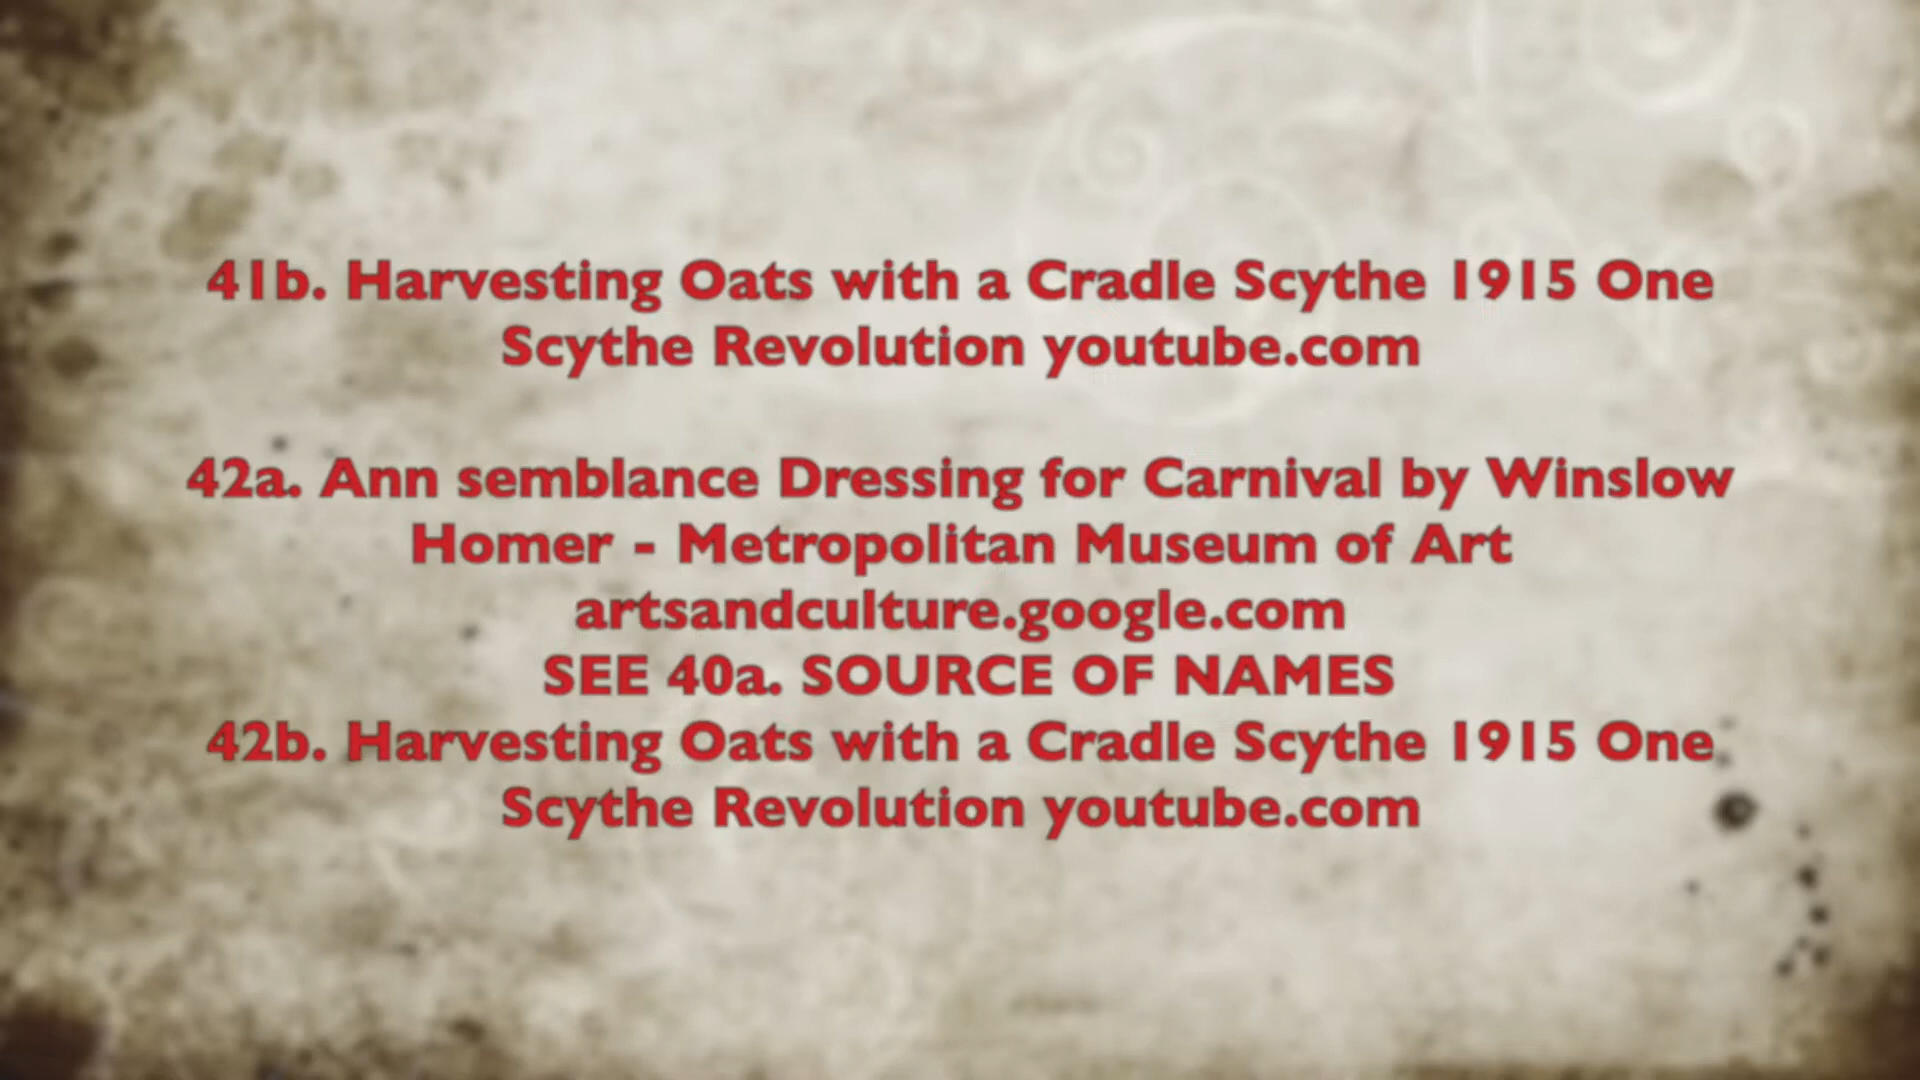 41b. Harvesting Oats with a Cradle Scythe 1915 One
Scythe Revolution youtube.com
42a. Ann semblance Dressing for Carnival by Winslow
Homer - Metropolitan Museum of Art
artsandculture.google.com
SEE 40a. SOURCE OF NAMES
42b. Harvesting Oats with a Cradle Scythe 1915 One
Scythe Revolution youtube.com